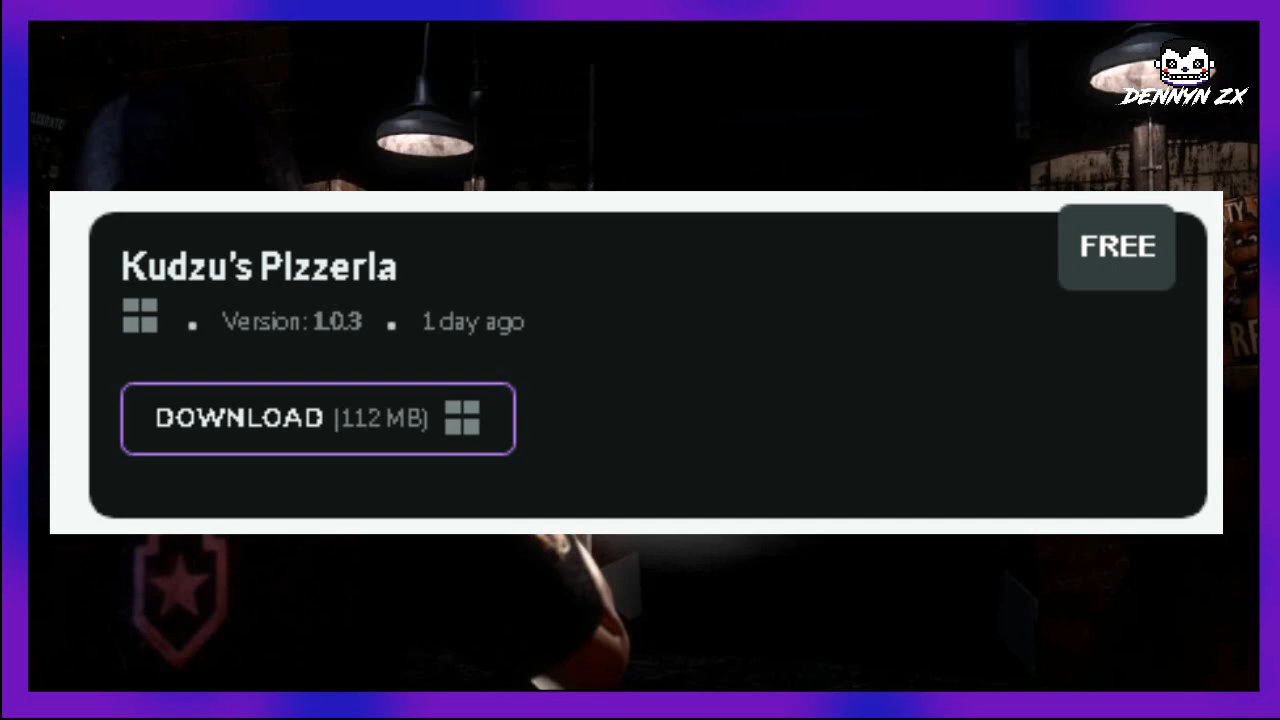 DENNYN ZX
FREE
Kudzu's PIzzerIa
Version: 1.0.3 1 day ago
DOWNLOAD (112 MB)